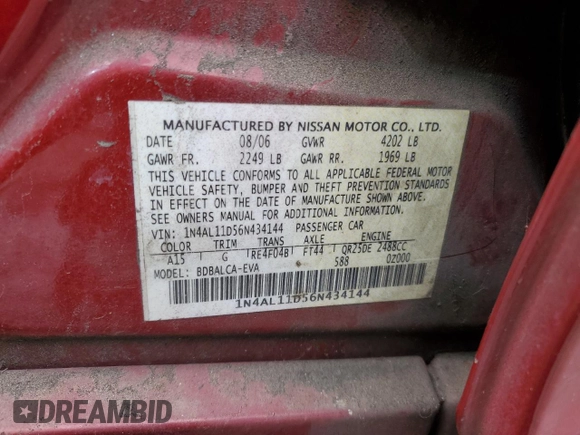 MANUFACTURED BY NISSAN MOTOR CO., LTD.
DATE 08/06 GVWR 4202 LB
GAWR FR. 2249 LB GAWR RR. 1969 LB
THIS VEHICLE CONFORMS TO ALL APPLICABLE FEDERAL MOTOR
VEHICLE SAFETY, BUMPER AND THEFT PREVENTION STANDARDS
IN EFFECT ON THE DATE OF MANUFACTURE SHOWN ABOVE.
SEE OWNERS MANUAL FOR ADDITIONAL INFORMATION.
VIN: 1N4AL11D56N434144 PASSENGER CAR
COLOR TRIM TRANS AXLE ENGINE
A15 G RE4F04B FT44 QR25DE 2488CC
MODEL: BDBALCA-EVA 588 02000
1N4AL11D56N434144
DREAMBID